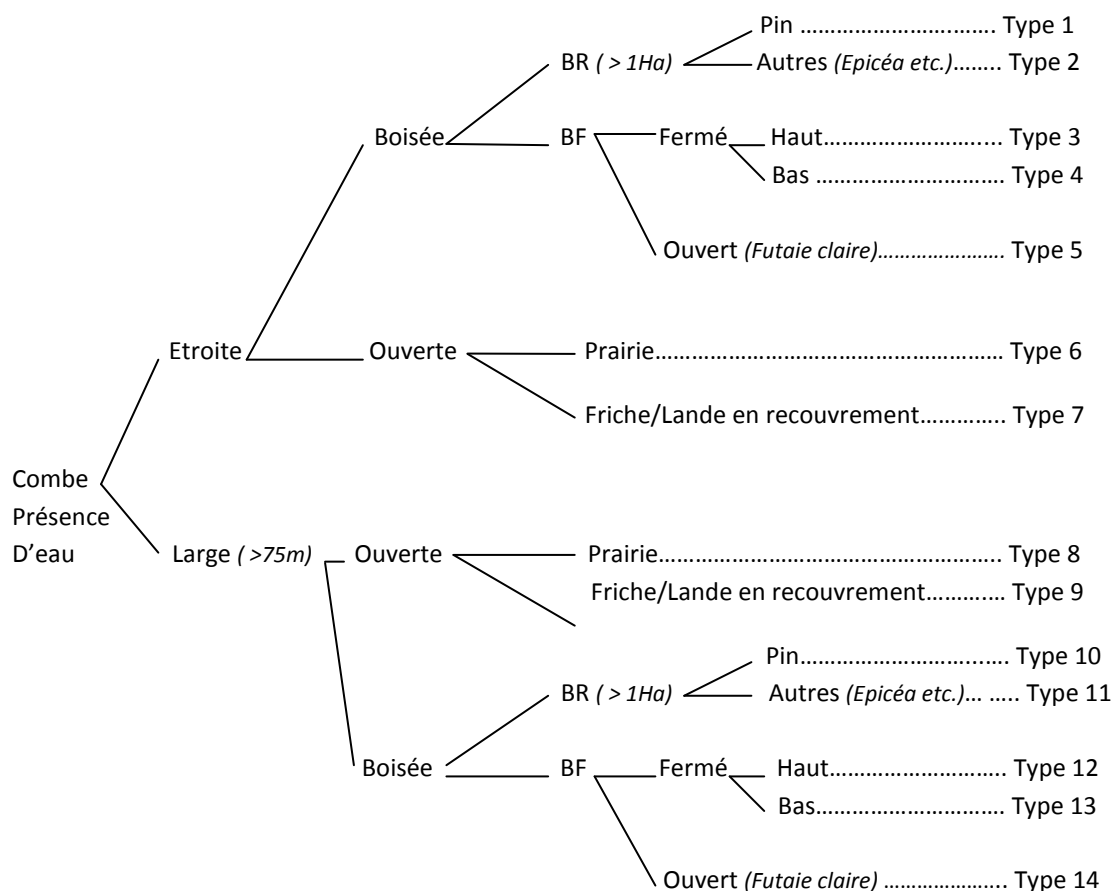 Pin ………………………….……. Type 1
BR ( > 1Ha) Autres (Epicéa etc.)…….. Type 2
Boisée BF Fermé Haut……………………….... Type 3
Bas ………………………. Type 4
Ouvert (Futaie claire)…………….……. Type 5
Etroite Ouverte Prairie………………………………………… Type 6
Friche/Lande en recouvrement………….. Type 7
Combe
Présence
D’eau Large ( >75m) Ouverte Prairie……………………………………….. Type 8
Friche/Lande en recouvrement……….… Type 9
Pin……………………...…… Type 10
BR ( > 1Ha) Autres (Epicéa etc.)… ….. Type 11
Boisée BF Fermé Haut…………………….. Type 12
Bas……………………….. Type 13
Ouvert (Futaie claire) ……………….. Type 14